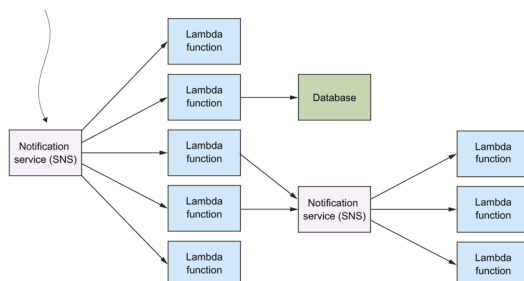 Lambda
function
Lambda
function
Database
Notification
service (SNS)
Lambda
function
Lambda
function
Lambda
function
Lambda
function
Notification
service (SNS)
Lambda
function
Lambda
function
Lambda
function